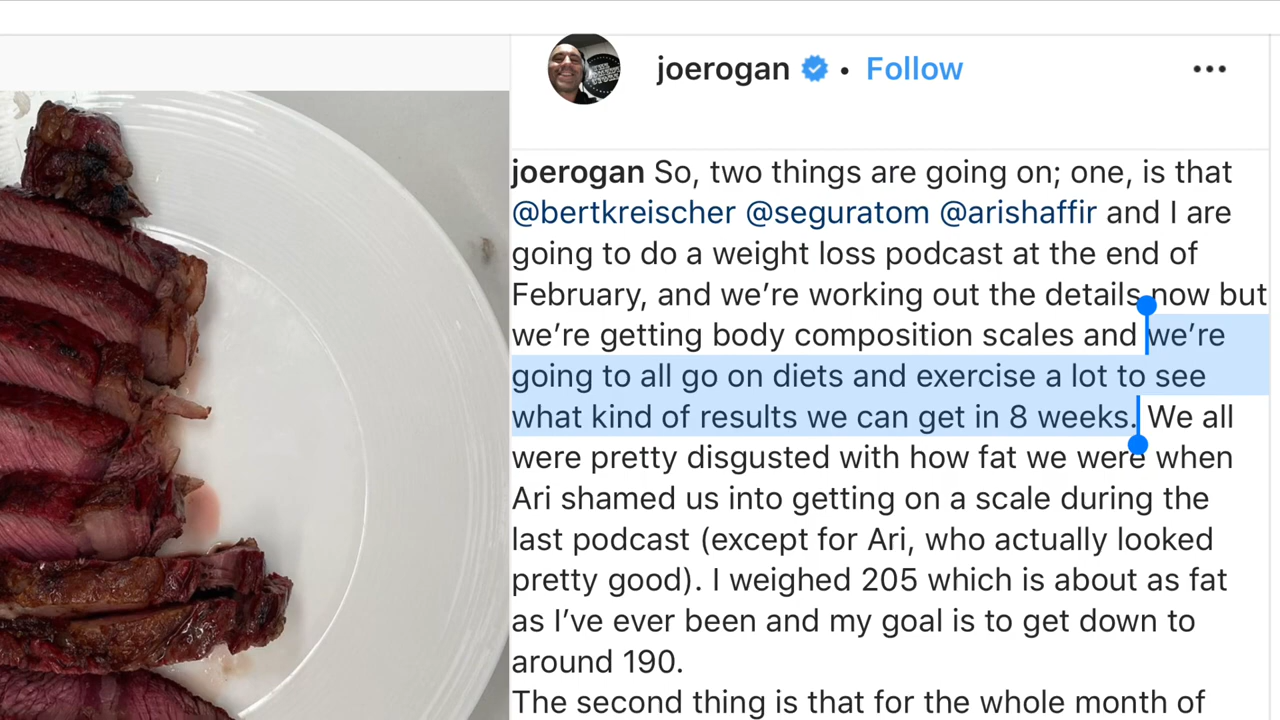 joerogan • Follow
joerogan So, two things are going on; one, is that
@bertkreischer @seguratom @arishaffir and I are
going to do a weight loss podcast at the end of
February, and we’re working out the details now but
we’re getting body composition scales and we’re
going to all go on diets and exercise a lot to see
what kind of results we can get in 8 weeks. We all
were pretty disgusted with how fat we were when
Ari shamed us into getting on a scale during the
last podcast (except for Ari, who actually looked
pretty good). I weighed 205 which is about as fat
as I’ve ever been and my goal is to get down to
around 190.
The second thing is that for the whole month of